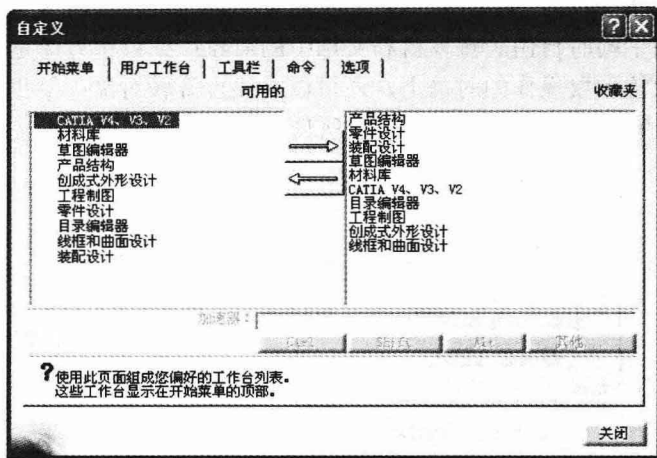 自定义
开始菜单 用户工作台 工具栏 命令 选项
可用的 收藏夹
CATIA V4、V3、V2
材料库
草图编辑器
产品结构
创成式外形设计
工程制图
零件设计
目录编辑器
线框和曲面设计
装配设计
产品结构
零件设计
装配设计
草图编辑器
材料库
CATIA V4、V3、V2
目录编辑器
工程制图
创成式外形设计
线框和曲面设计
加速器：
Ctrl Shift Alt 其他
?使用此页面组成您偏好的工作台列表。
这些工作台显示在开始菜单的顶部。
关闭